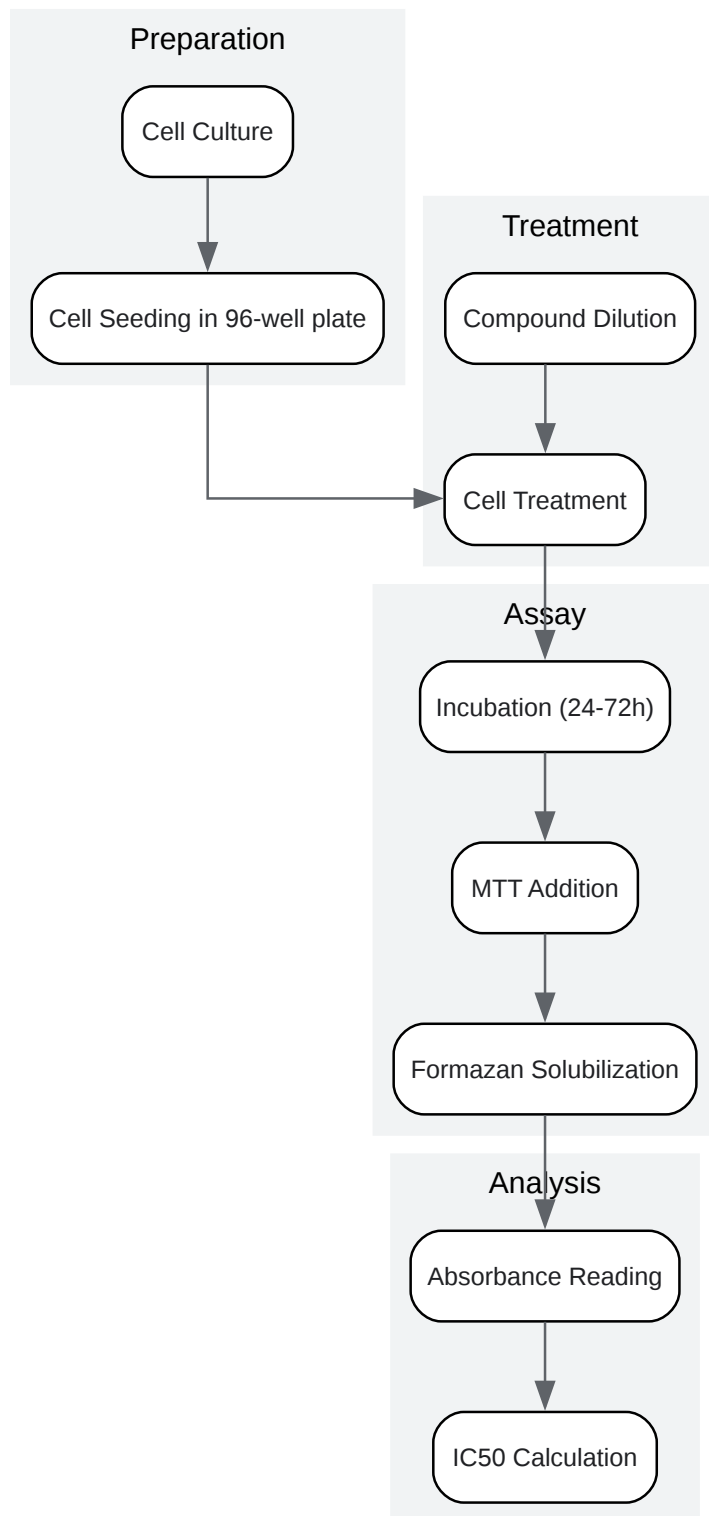 Preparation
Cell Culture
Cell Seeding in 96-well plate
Treatment
Compound Dilution
Cell Treatment
Assay
Incubation (24-72h)
MTT Addition
Formazan Solubilization
Analysis
Absorbance Reading
IC50 Calculation